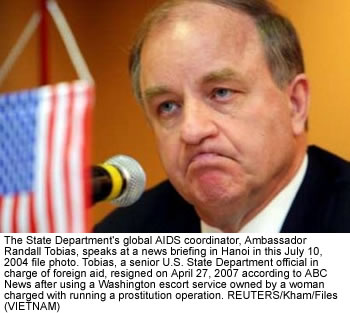 The State Department's global AIDS coordinator, Ambassador
Randall Tobias, speaks at a news briefing in Hanoi in this July 10,
2004 file photo. Tobias, a senior U.S. State Department official in
charge of foreign aid, resigned on April 27, 2007 according to ABC
News after using a Washington escort service owned by a woman
charged with running a prostitution operation. REUTERS/Kham/Files
(VIETNAM)